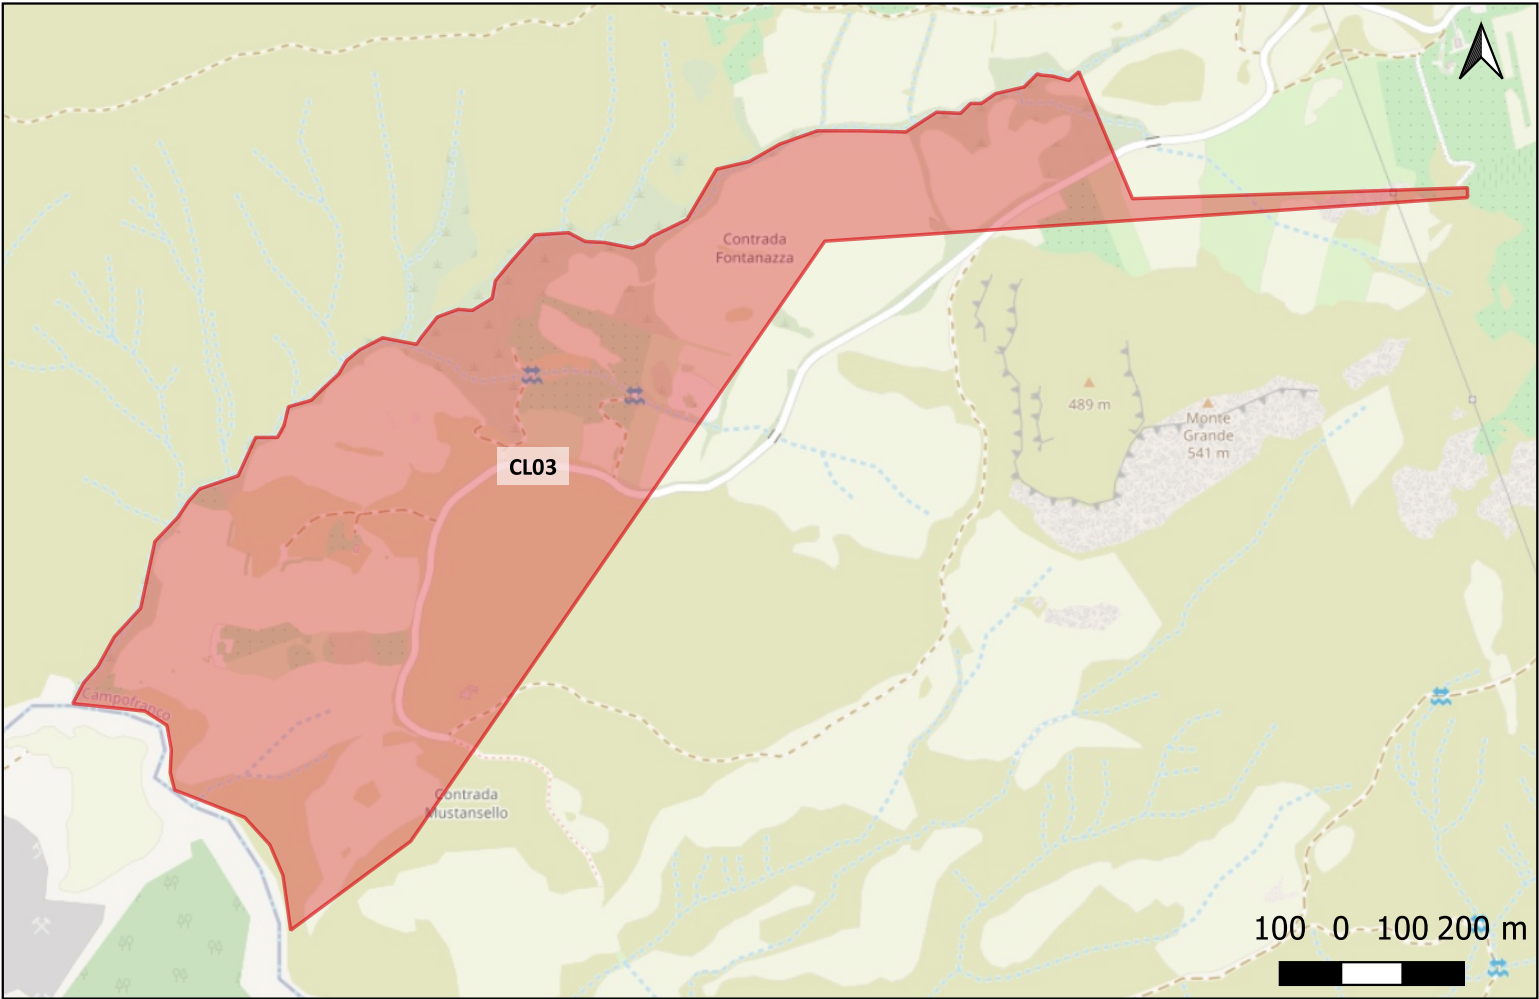 Contrada
Fontanazza
489 m
Monte
Grande
541 m
CL03
Campofranco
Contrada
Mustansello
100 0 100 200 m